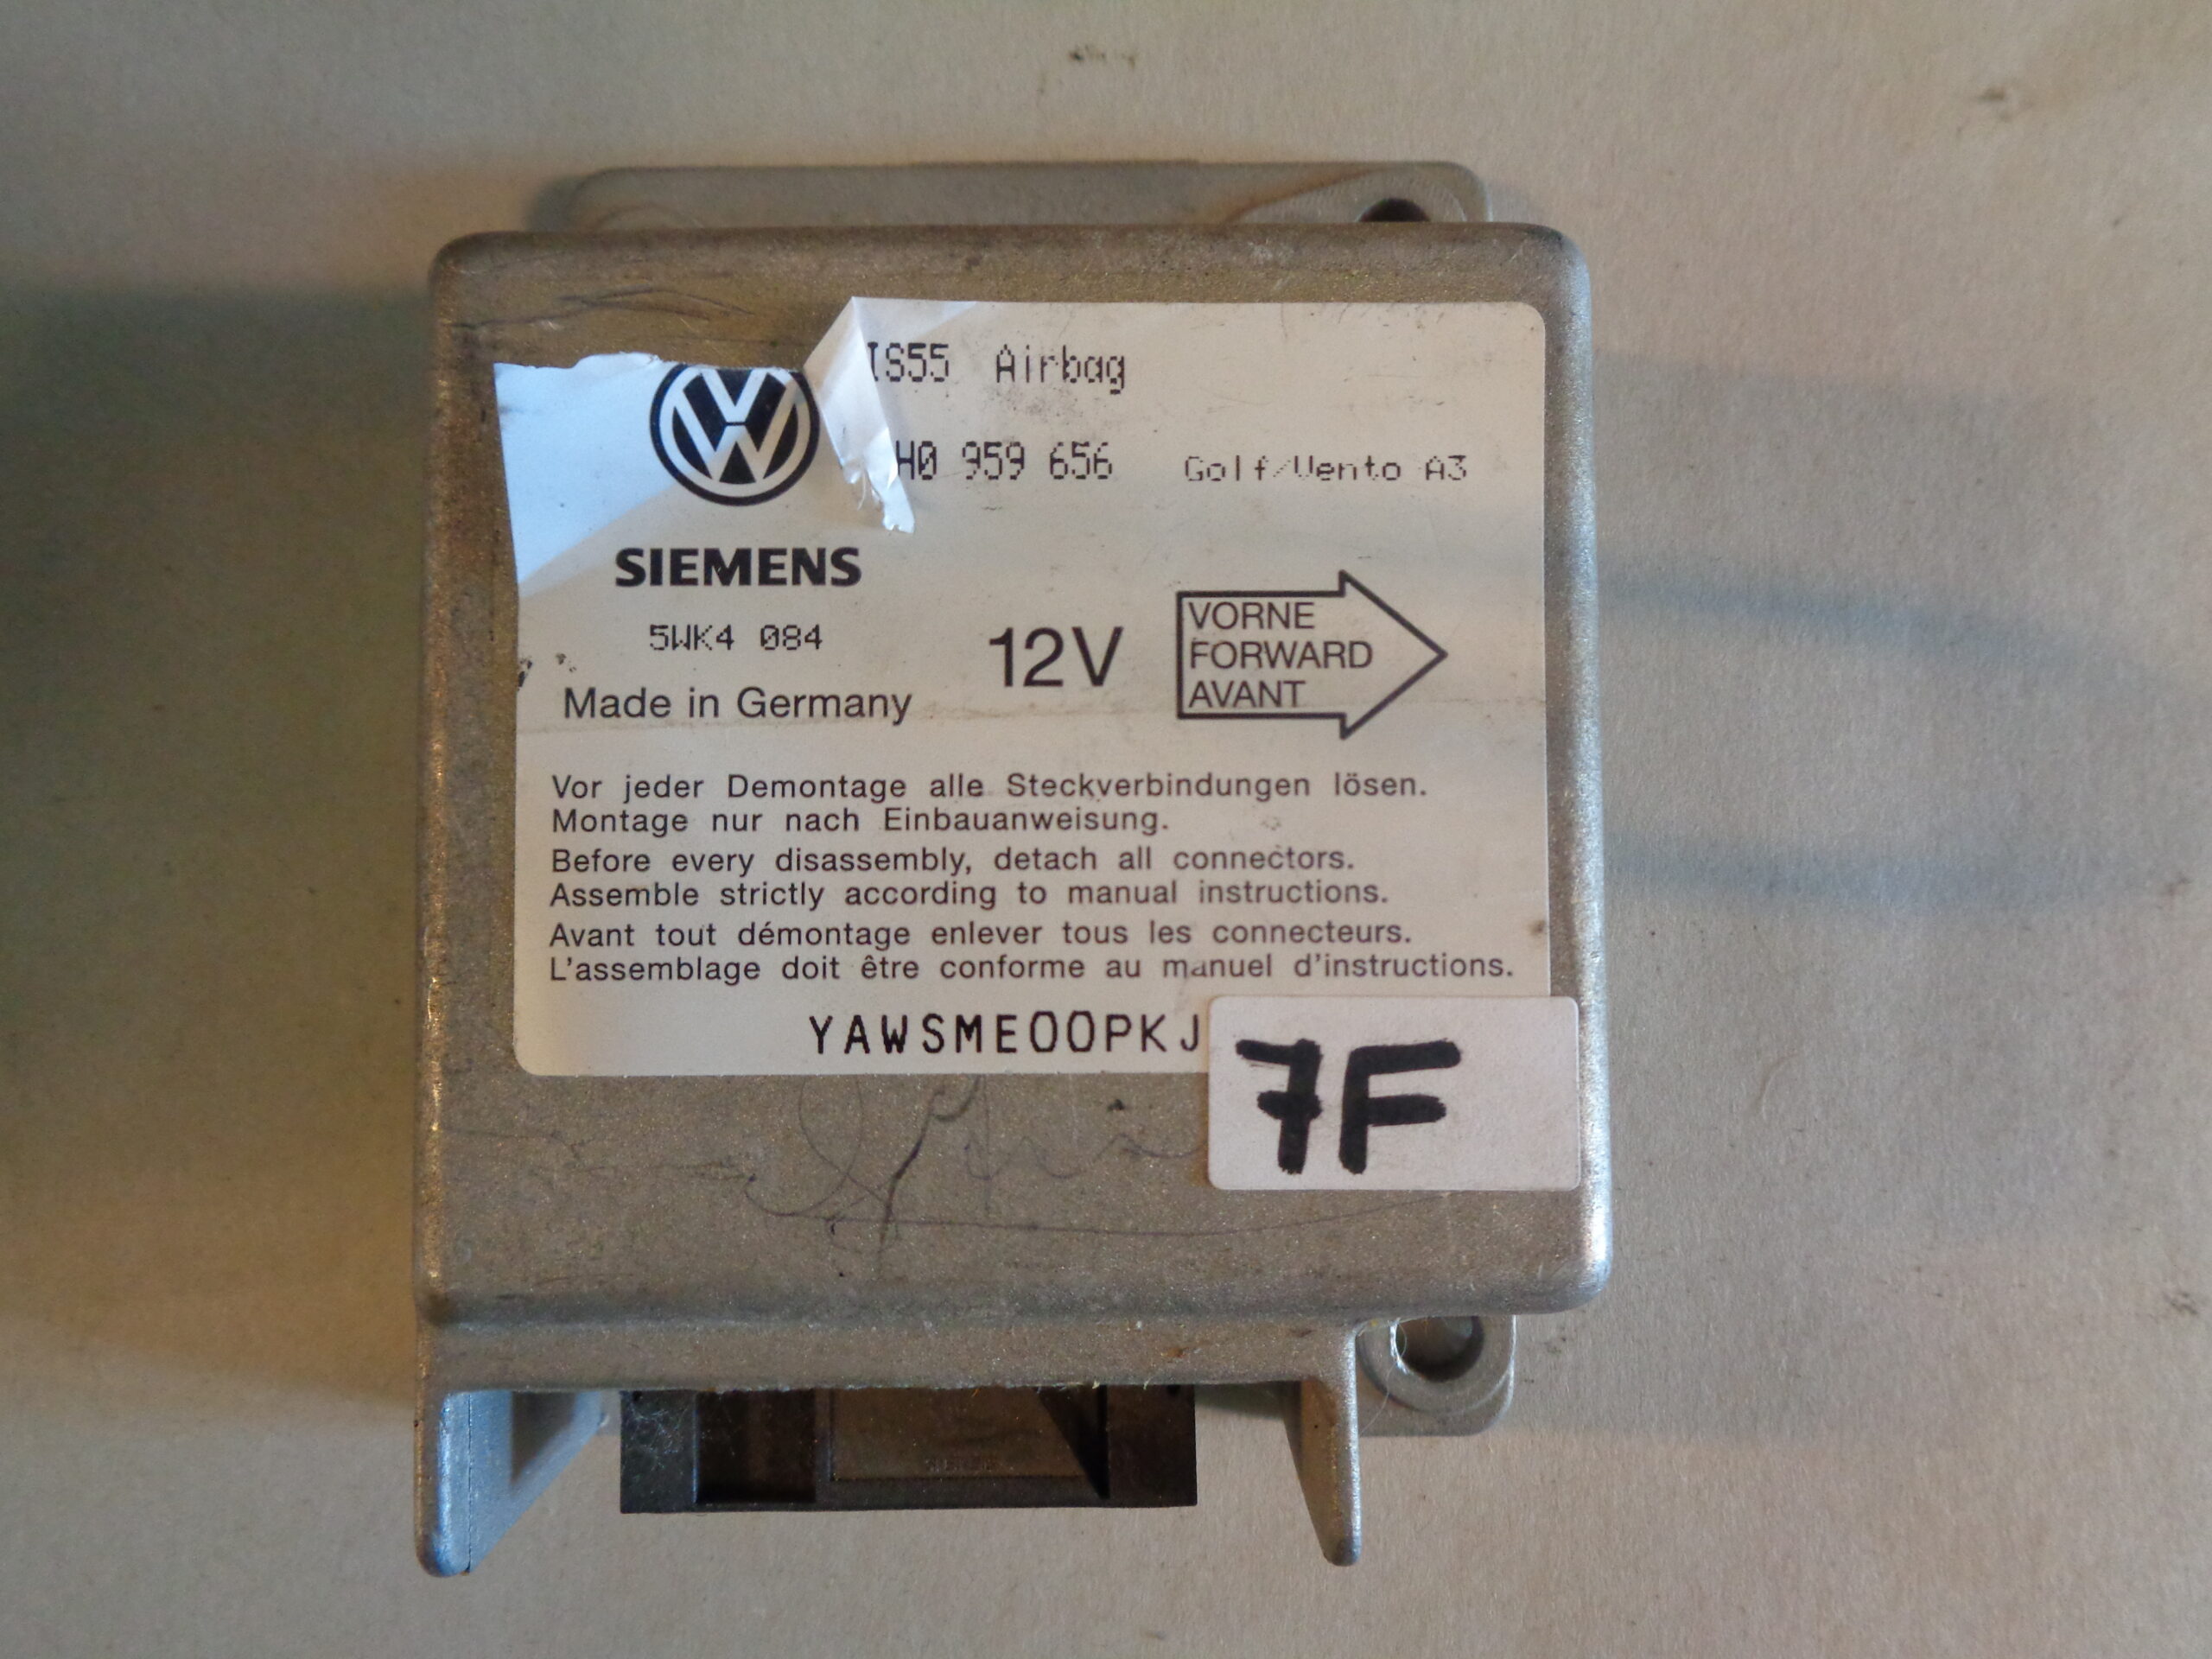 IS55 Airbag
H0 959 656 Golf/Vento A3
SIEMENS
5WK4 084
12V
VORNE
FORWARD
AVANT
Made in Germany
Vor jeder Demontage alle Steckverbindungen lösen.
Montage nur nach Einbauanweisung.
Before every disassembly, detach all connectors.
Assemble strictly according to manual instructions.
Avant tout démontage enlever tous les connecteurs.
L'assemblage doit être conforme au manuel d'instructions.
YAWSME00PKJ
7F